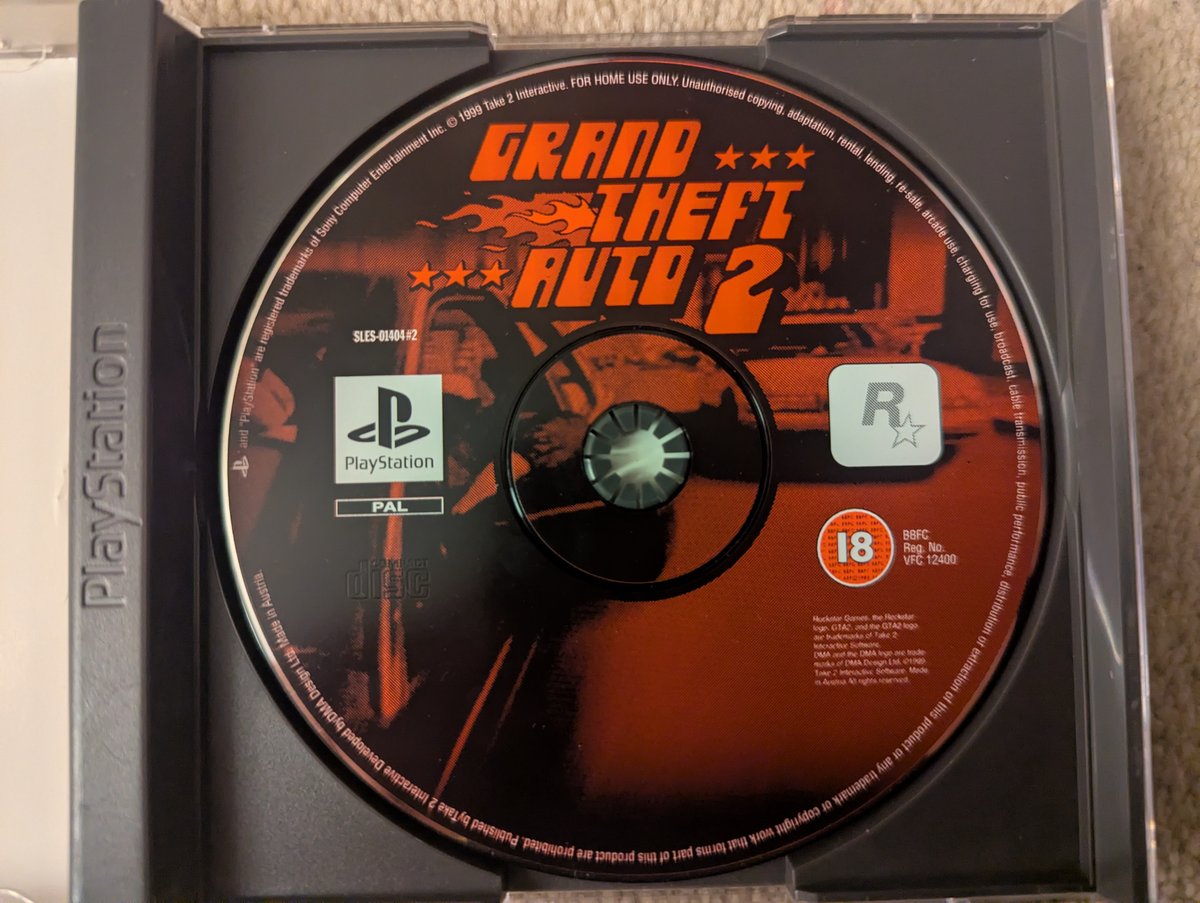 PlayStation
and "PlayStation" are registered trademarks of Sony Computer Entertainment Inc. © 1999 Take 2 Interactive. FOR HOME USE ONLY. Unauthorised copying, adaptation, rental, lending, re-sale, arcade use, charging for use, broadcast, cable transmission, public performance, distribution or extraction of this product or any trademark or copyright work that forms part of this product are prohibited. Published by Take 2 Interactive Developed by DMA Design Ltd. Made in Austria.
GRAND
THEFT
AUTO 2
SLES-01404#2
PlayStation
PAL
COMPACT
disc
R
18
BBFC
Reg. No.
VFC 12400
Rockstar Games, the Rockstar
logo, GTA2, and the GTA2 logo,
are trademarks of Take 2
Interactive Software.
DMA and the DMA logo are trade
marks of DMA Design Ltd. ©1999
Take 2 Interactive Software. Made
in Austria All rights reserved.